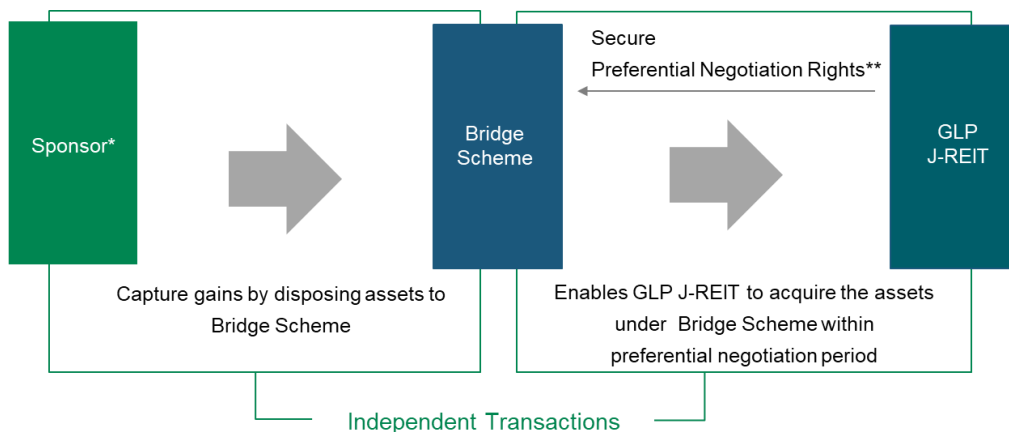 Sponsor*
Bridge
Scheme
Secure
Preferential Negotiation Rights**
GLP
J-REIT
Capture gains by disposing assets to
Bridge Scheme
Enables GLP J-REIT to acquire the assets
under Bridge Scheme within
preferential negotiation period
Independent Transactions